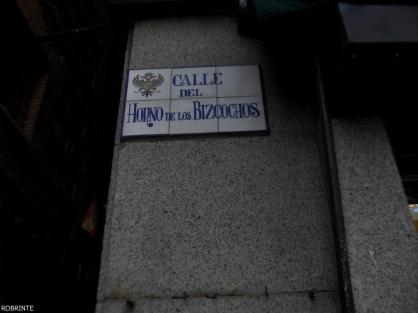 CALLE
DEL
HORNO DE LOS BIZCOCHOS
ROBRINTE